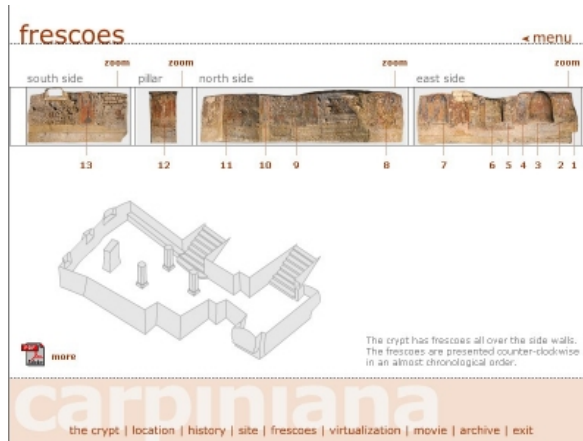 frescoes
menu
zoom zoom zoom zoom
south side pillar north side east side
13 12 11 10 9 8 7 6 5 4 3 2 1
The crypt has frescoes all over the side walls.
The frescoes are presented counter-clockwise
in an almost chronological order.
PDF
Adobe
more
carpiniana
the crypt | location | history | site | frescoes | virtualization | movie | archive | exit